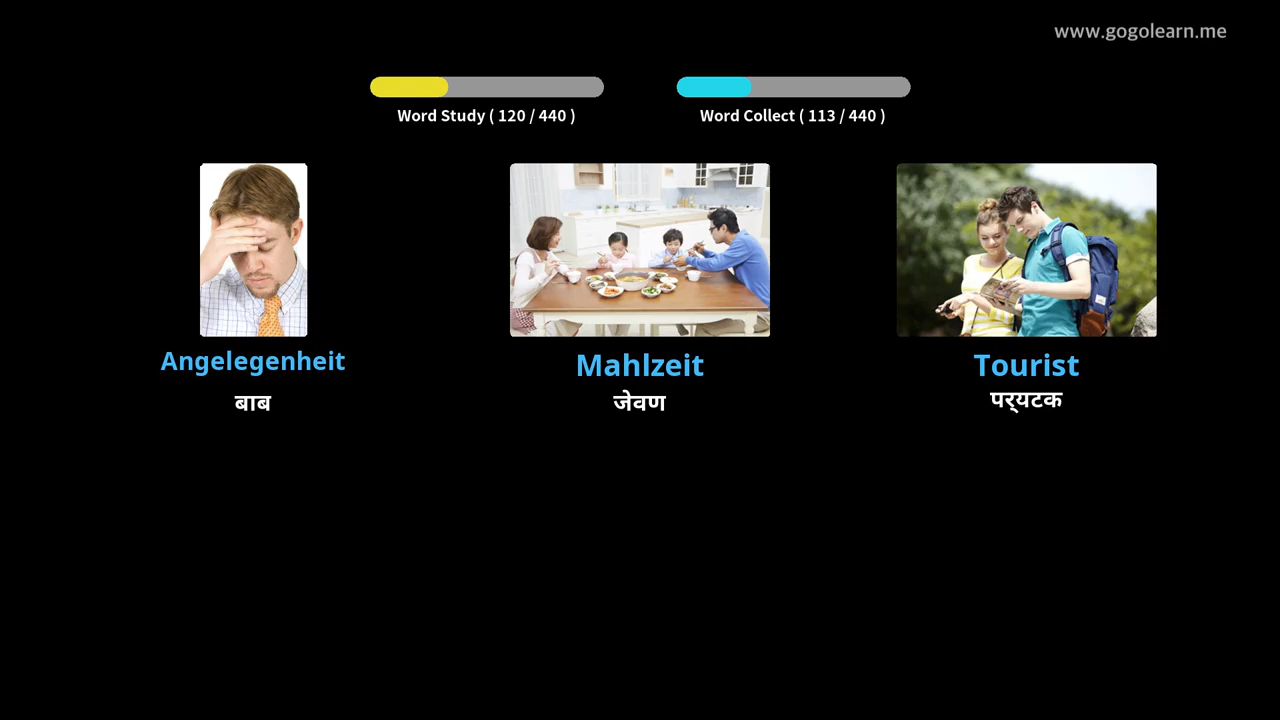 www.gogolearn.me
Word Study ( 120 / 440 )
Word Collect ( 113 / 440 )
Angelegenheit
Mahlzeit
Tourist
बाब
जेवण
पर्‍यटक